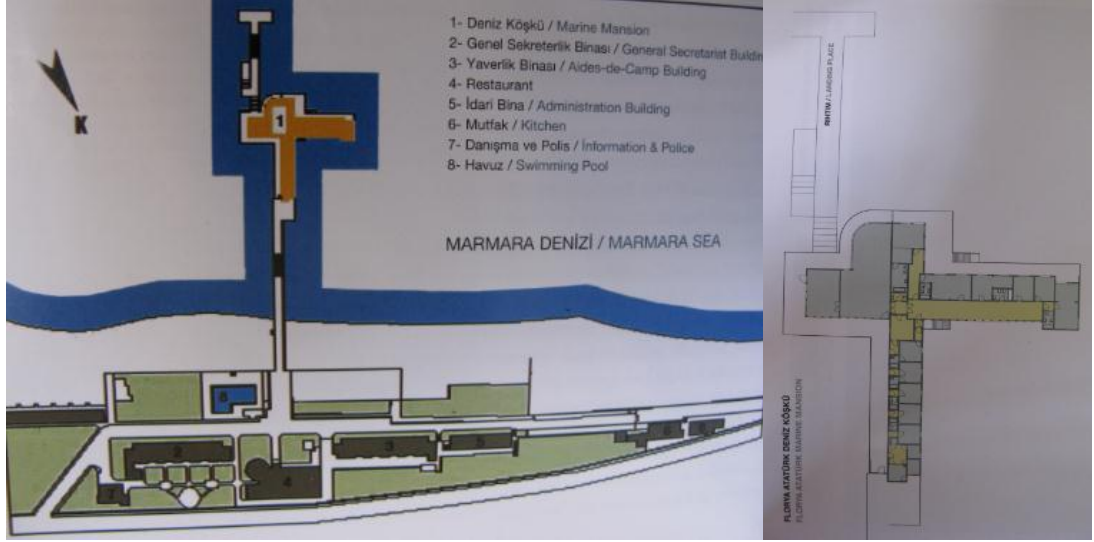 1- Deniz Köşkü / Marine Mansion
2- Genel Sekreterlik Binası / General Secretarist Buildin
3- Yaverlik Binası / Aides-de-Camp Building
4- Restaurant
5- İdari Bina / Administration Building
6- Mutfak / Kitchen
7- Danışma ve Polis / İnformation & Police
8- Havuz / Swimming Pool
MARMARA DENİZİ / MARMARA SEA
K
1
8
2
3
5
4
7
6
RIHTIM / LANDING PLACE
FLORYA ATATÜRK DENİZ KÖŞKÜ
FLORYA ATATÜRK MARINE MANSION